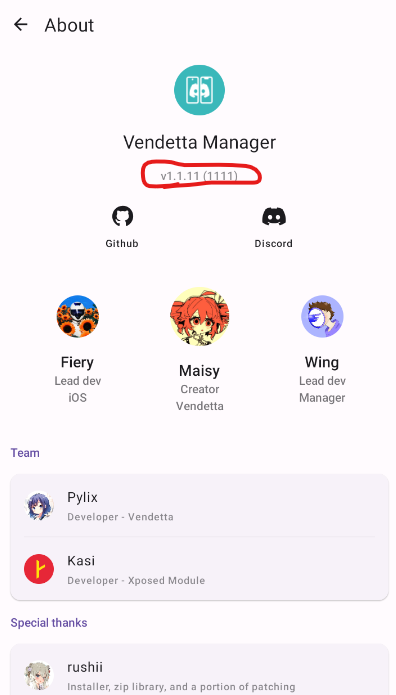 About
Vendetta Manager
v1.1.11 (1111)
Github Discord
Fiery
Lead dev
iOS
Maisy
Creator
Vendetta
Wing
Lead dev
Manager
Team
Pylix
Developer - Vendetta
Kasi
Developer - Xposed Module
Special thanks
rushii
Installer, zip library, and a portion of patching